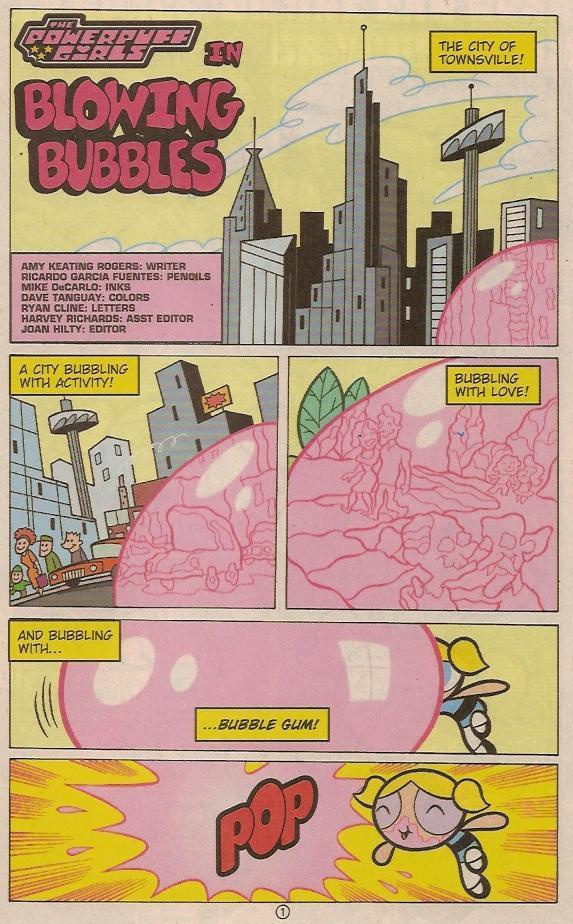 THE
POWERPUFF
GIRLS
IN
BLOWING
BUBBLES
THE CITY OF
TOWNSVILLE!
AMY KEATING ROGERS: WRITER
RICARDO GARCIA FUENTES: PENCILS
MIKE DeCARLO: INKS
DAVE TANGUAY: COLORS
RYAN CLINE: LETTERS
HARVEY RICHARDS: ASST EDITOR
JOAN HILTY: EDITOR
A CITY BUBBLING
WITH ACTIVITY!
BUBBLING
WITH LOVE!
AND BUBBLING
WITH...
...BUBBLE GUM!
POP
1